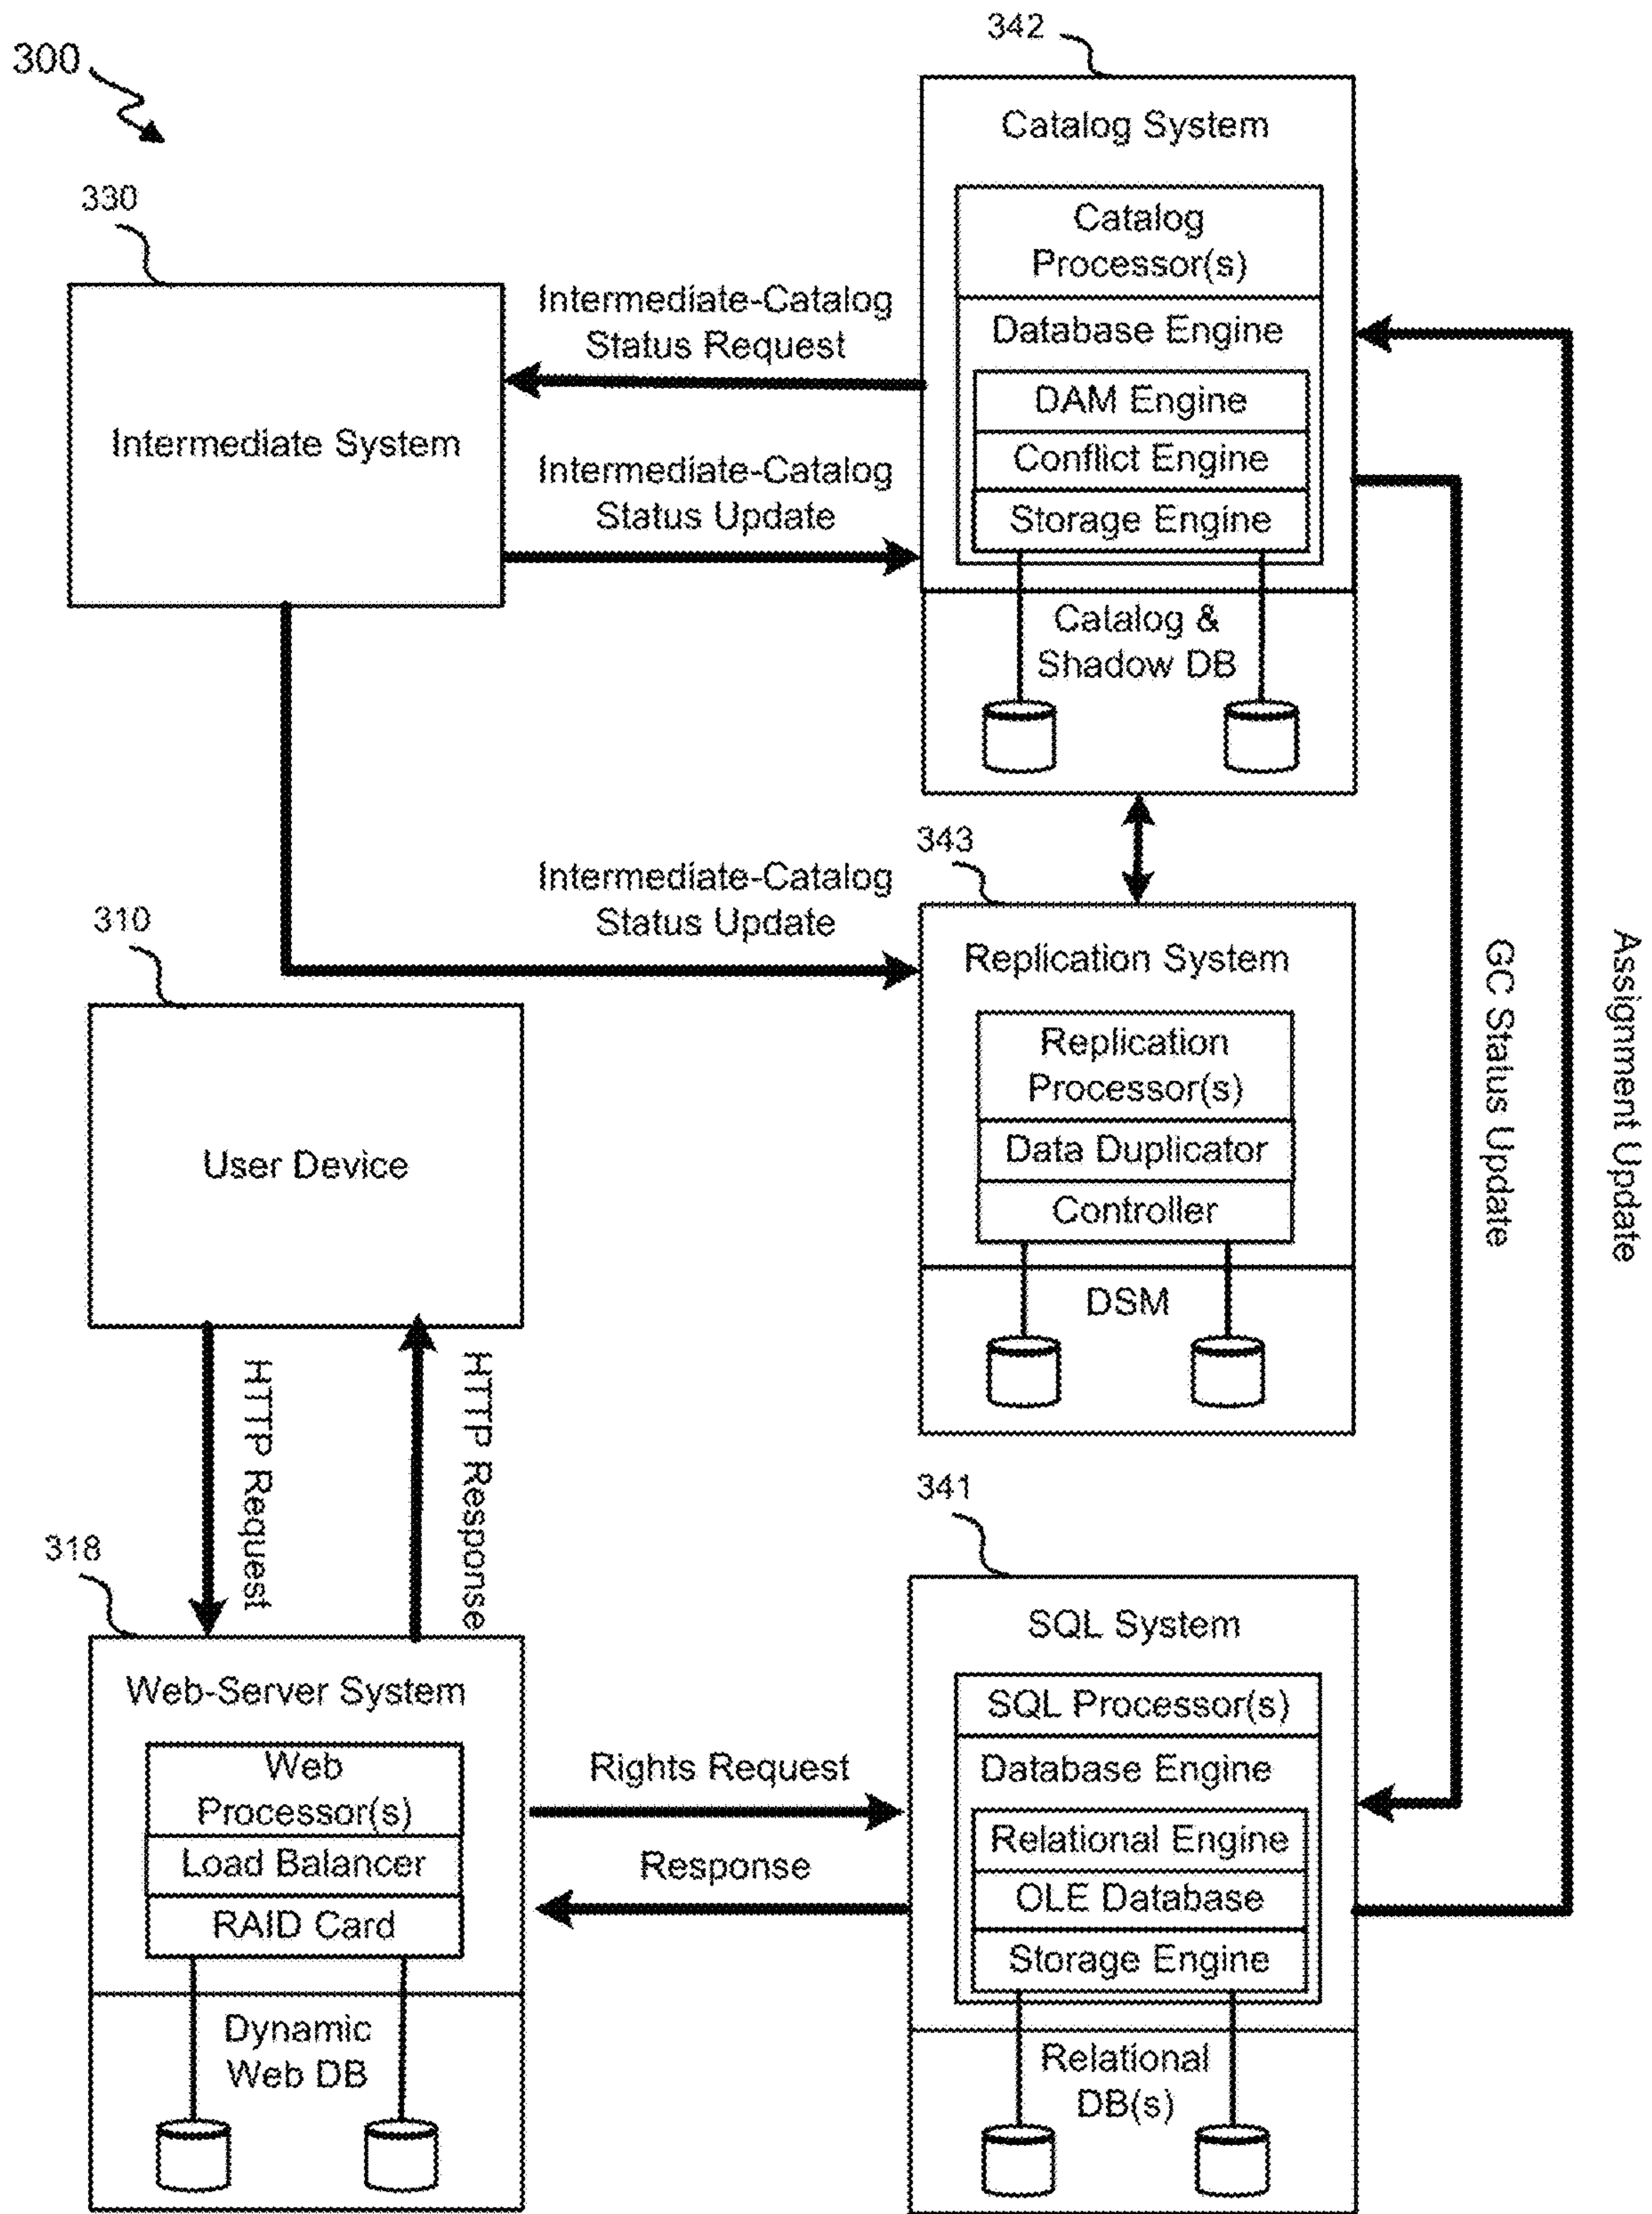 300
342
Catalog System
Catalog
Processor(s)
Database Engine
DAM Engine
Conflict Engine
Storage Engine
Catalog &
Shadow DB
330
Intermediate System
Intermediate-Catalog
Status Request
Intermediate-Catalog
Status Update
Intermediate-Catalog
Status Update
343
Replication System
Replication
Processor(s)
Data Duplicator
Controller
DSM
GC Status Update
Assignment Update
310
User Device
HTTP Request
HTTP Response
318
Web-Server System
Web
Processor(s)
Load Balancer
RAID Card
Dynamic
Web DB
Rights Request
Response
341
SQL System
SQL Processor(s)
Database Engine
Relational Engine
OLE Database
Storage Engine
Relational
DB(s)